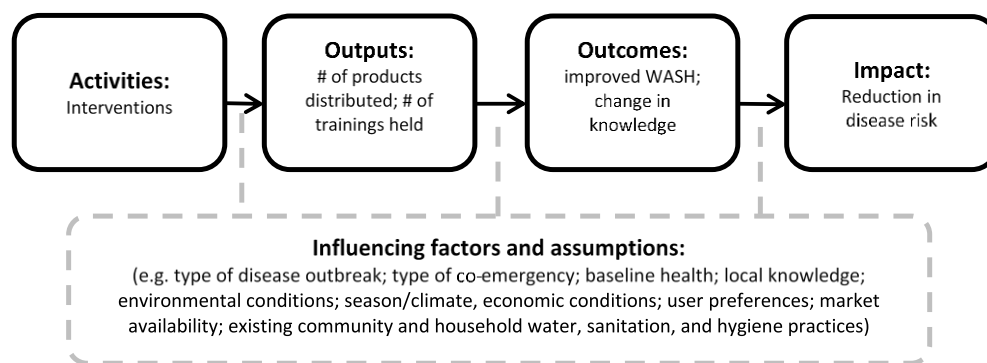 Activities:
Interventions
Outputs:
# of products
distributed; # of
trainings held
Outcomes:
improved WASH;
change in
knowledge
Impact:
Reduction in
disease risk
Influencing factors and assumptions:
(e.g. type of disease outbreak; type of co-emergency; baseline health; local knowledge;
environmental conditions; season/climate, economic conditions; user preferences; market
availability; existing community and household water, sanitation, and hygiene practices)